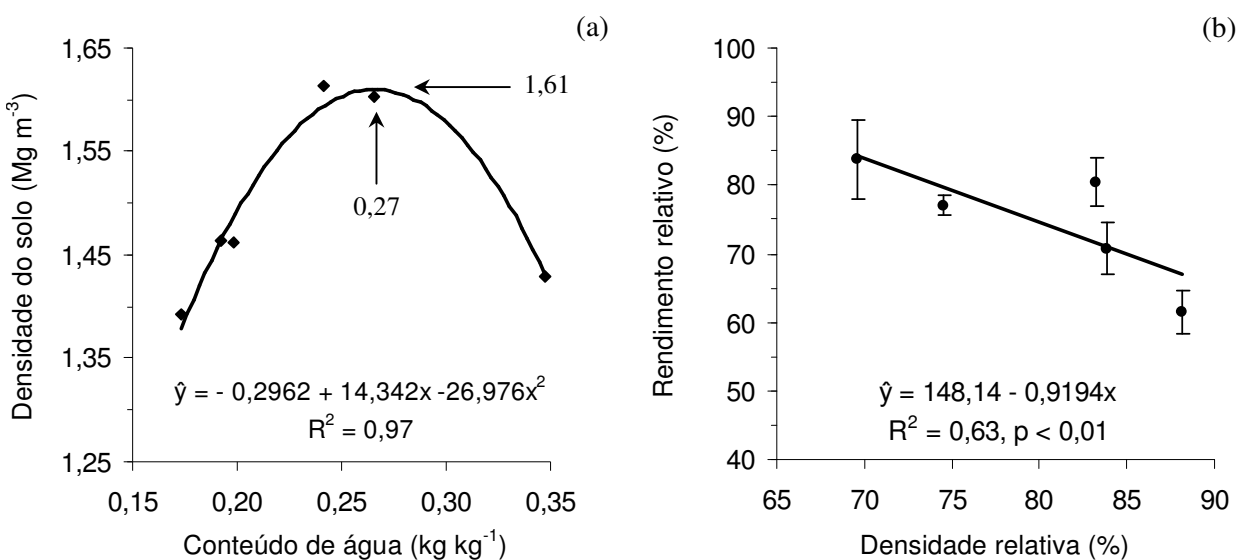 (a)
1,65
1,55
1,45
1,35
1,25
Densidade do solo (Mg m⁻³)
1,61
0,27
ŷ = - 0,2962 + 14,342x -26,976x²
R² = 0,97
0,15 0,20 0,25 0,30 0,35
Conteúdo de água (kg kg⁻¹)
(b)
100
90
80
70
60
50
40
Rendimento relativo (%)
ŷ = 148,14 - 0,9194x
R² = 0,63, p < 0,01
65 70 75 80 85 90
Densidade relativa (%)